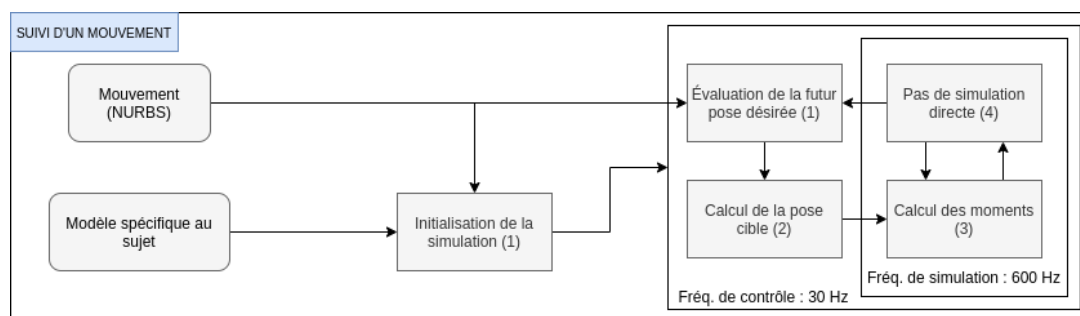 SUIVI D'UN MOUVEMENT
Mouvement
(NURBS)
Évaluation de la futur
pose désirée (1)
Pas de simulation
directe (4)
Modèle spécifique au
sujet
Initialisation de la
simulation (1)
Calcul de la pose
cible (2)
Calcul des moments
(3)
Fréq. de simulation : 600 Hz
Fréq. de contrôle : 30 Hz